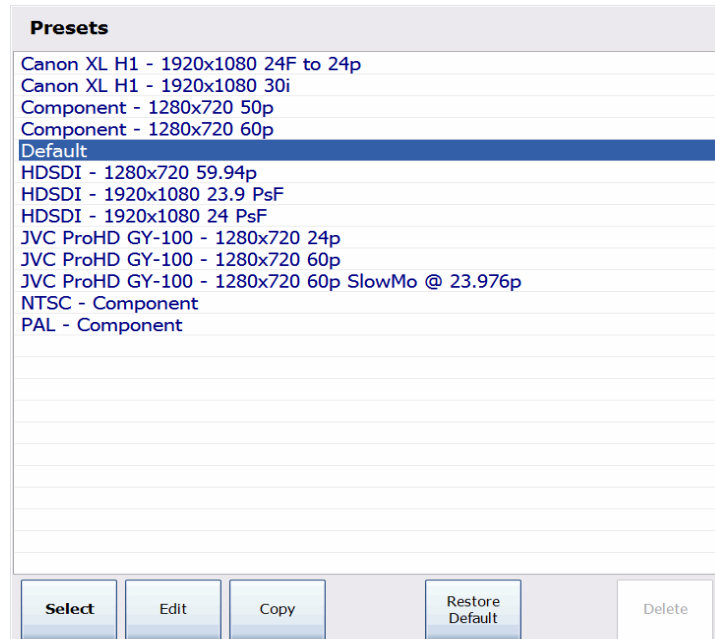 Presets
Canon XL H1 - 1920x1080 24F to 24p
Canon XL H1 - 1920x1080 30i
Component - 1280x720 50p
Component - 1280x720 60p
Default
HDSDI - 1280x720 59.94p
HDSDI - 1920x1080 23.9 PsF
HDSDI - 1920x1080 24 PsF
JVC ProHD GY-100 - 1280x720 24p
JVC ProHD GY-100 - 1280x720 60p
JVC ProHD GY-100 - 1280x720 60p SlowMo @ 23.976p
NTSC - Component
PAL - Component
Select
Edit
Copy
Restore
Default
Delete